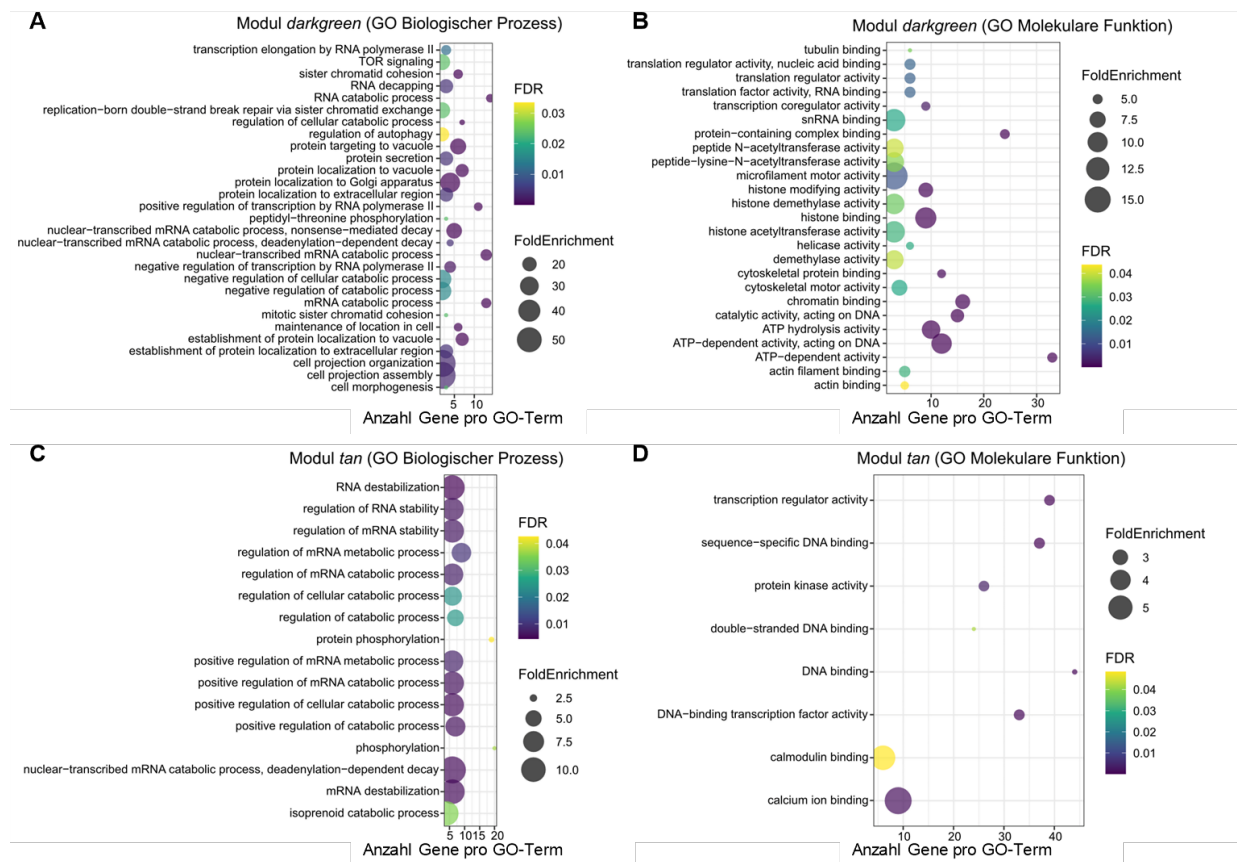 A
Modul darkgreen (GO Biologischer Prozess)
transcription elongation by RNA polymerase II
TOR signaling
sister chromatid cohesion
RNA decapping
RNA catabolic process
replication−born double−strand break repair via sister chromatid exchange
regulation of cellular catabolic process
regulation of autophagy
protein targeting to vacuole
protein secretion
protein localization to vacuole
protein localization to Golgi apparatus
protein localization to extracellular region
positive regulation of transcription by RNA polymerase II
peptidyl−threonine phosphorylation
nuclear−transcribed mRNA catabolic process, nonsense−mediated decay
nuclear−transcribed mRNA catabolic process, deadenylation−dependent decay
nuclear−transcribed mRNA catabolic process
negative regulation of transcription by RNA polymerase II
negative regulation of cellular catabolic process
negative regulation of catabolic process
mRNA catabolic process
mitotic sister chromatid cohesion
maintenance of location in cell
establishment of protein localization to vacuole
establishment of protein localization to extracellular region
cell projection organization
cell projection assembly
cell morphogenesis
5 10
Anzahl Gene pro GO-Term
FDR
0.03
0.02
0.01
FoldEnrichment
20
30
40
50
B
Modul darkgreen (GO Molekulare Funktion)
tubulin binding
translation regulator activity, nucleic acid binding
translation regulator activity
translation factor activity, RNA binding
transcription coregulator activity
snRNA binding
protein−containing complex binding
peptide N−acetyltransferase activity
peptide−lysine−N−acetyltransferase activity
microfilament motor activity
histone modifying activity
histone demethylase activity
histone binding
histone acetyltransferase activity
helicase activity
demethylase activity
cytoskeletal protein binding
cytoskeletal motor activity
chromatin binding
catalytic activity, acting on DNA
ATP hydrolysis activity
ATP−dependent activity, acting on DNA
ATP−dependent activity
actin filament binding
actin binding
10 20 30
Anzahl Gene pro GO-Term
FoldEnrichment
5.0
7.5
10.0
12.5
15.0
FDR
0.04
0.03
0.02
0.01
C
Modul tan (GO Biologischer Prozess)
RNA destabilization
regulation of RNA stability
regulation of mRNA stability
regulation of mRNA metabolic process
regulation of mRNA catabolic process
regulation of cellular catabolic process
regulation of catabolic process
protein phosphorylation
positive regulation of mRNA metabolic process
positive regulation of mRNA catabolic process
positive regulation of cellular catabolic process
positive regulation of catabolic process
phosphorylation
nuclear−transcribed mRNA catabolic process, deadenylation−dependent decay
mRNA destabilization
isoprenoid catabolic process
5 10 15 20
Anzahl Gene pro GO-Term
FDR
0.04
0.03
0.02
0.01
FoldEnrichment
2.5
5.0
7.5
10.0
D
Modul tan (GO Molekulare Funktion)
transcription regulator activity
sequence−specific DNA binding
protein kinase activity
double−stranded DNA binding
DNA binding
DNA−binding transcription factor activity
calmodulin binding
calcium ion binding
10 20 30 40
Anzahl Gene pro GO-Term
FoldEnrichment
3
4
5
FDR
0.04
0.03
0.02
0.01